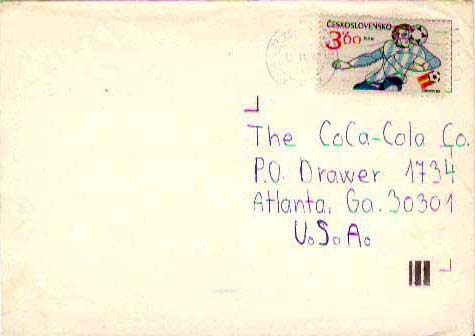 ČESKOSLOVENSKO
3.60 Kčs
The CoCa-Cola Co.
P.O. Drawer 1734
Atlanta, Ga. 30301
U.S.A.